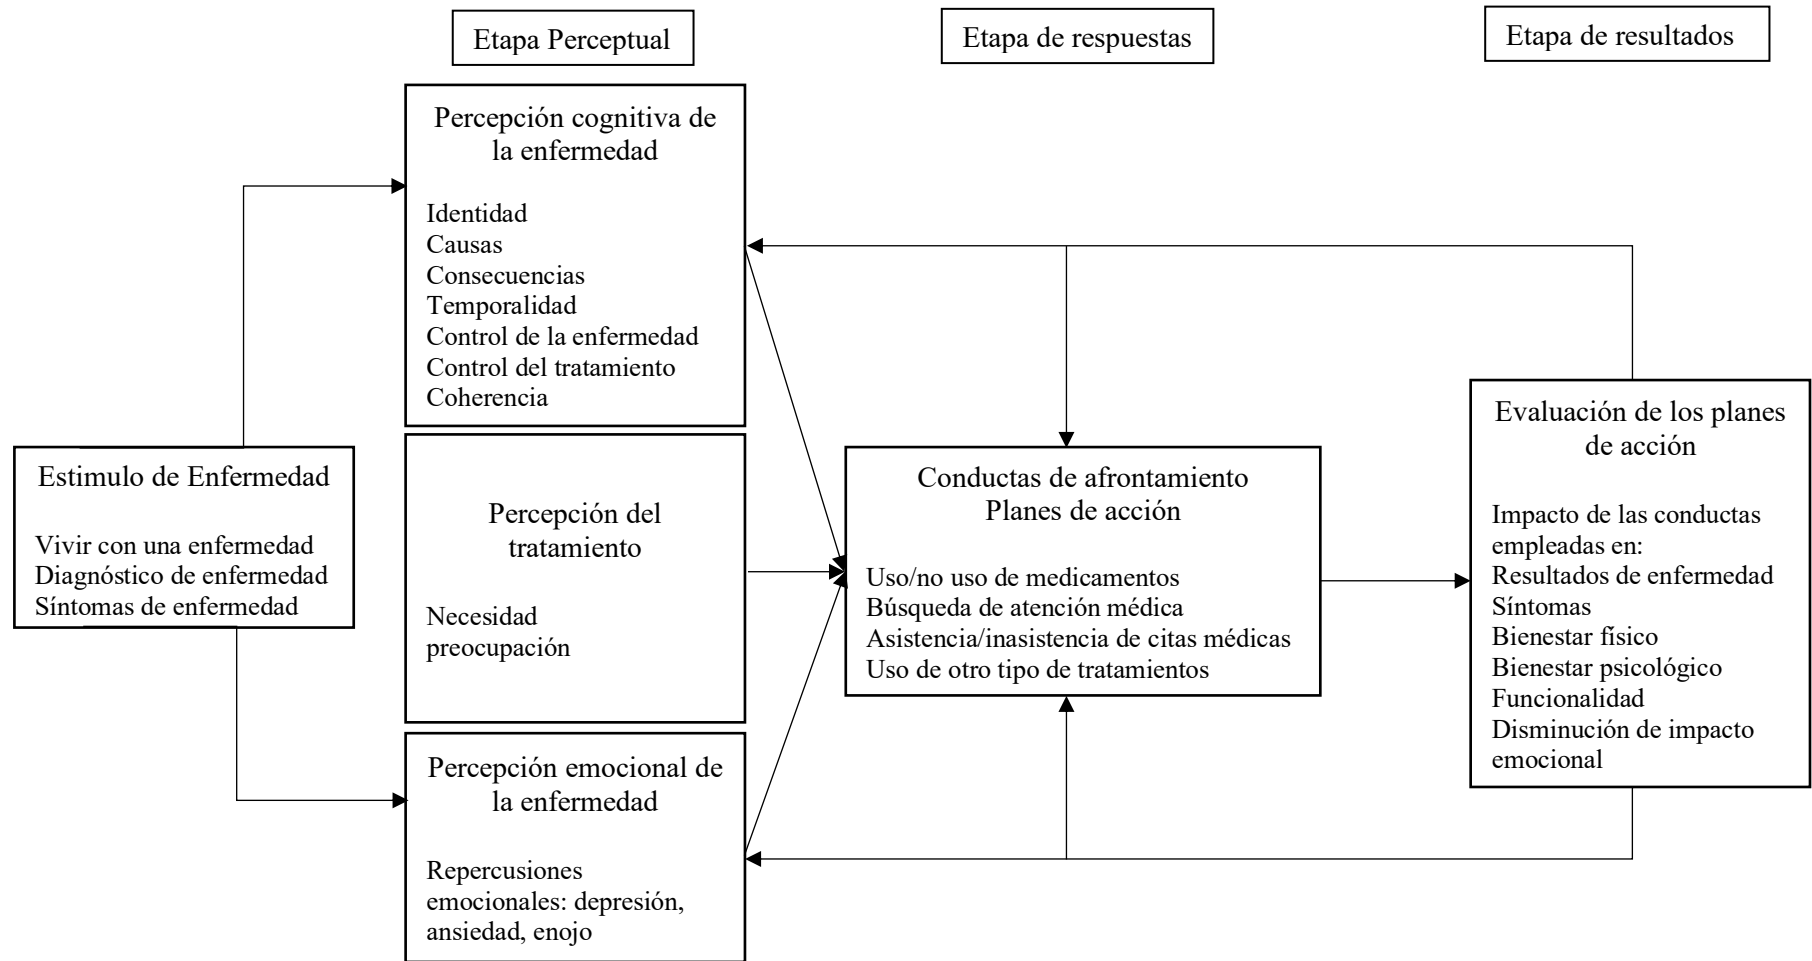 Etapa Perceptual
Etapa de respuestas
Etapa de resultados
Percepción cognitiva de
la enfermedad
Identidad
Causas
Consecuencias
Temporalidad
Control de la enfermedad
Control del tratamiento
Coherencia
Estimulo de Enfermedad
Vivir con una enfermedad
Diagnóstico de enfermedad
Síntomas de enfermedad
Percepción del
tratamiento
Necesidad
preocupación
Percepción emocional de
la enfermedad
Repercusiones
emocionales: depresión,
ansiedad, enojo
Conductas de afrontamiento
Planes de acción
Uso/no uso de medicamentos
Búsqueda de atención médica
Asistencia/inasistencia de citas médicas
Uso de otro tipo de tratamientos
Evaluación de los planes
de acción
Impacto de las conductas
empleadas en:
Resultados de enfermedad
Síntomas
Bienestar físico
Bienestar psicológico
Funcionalidad
Disminución de impacto
emocional